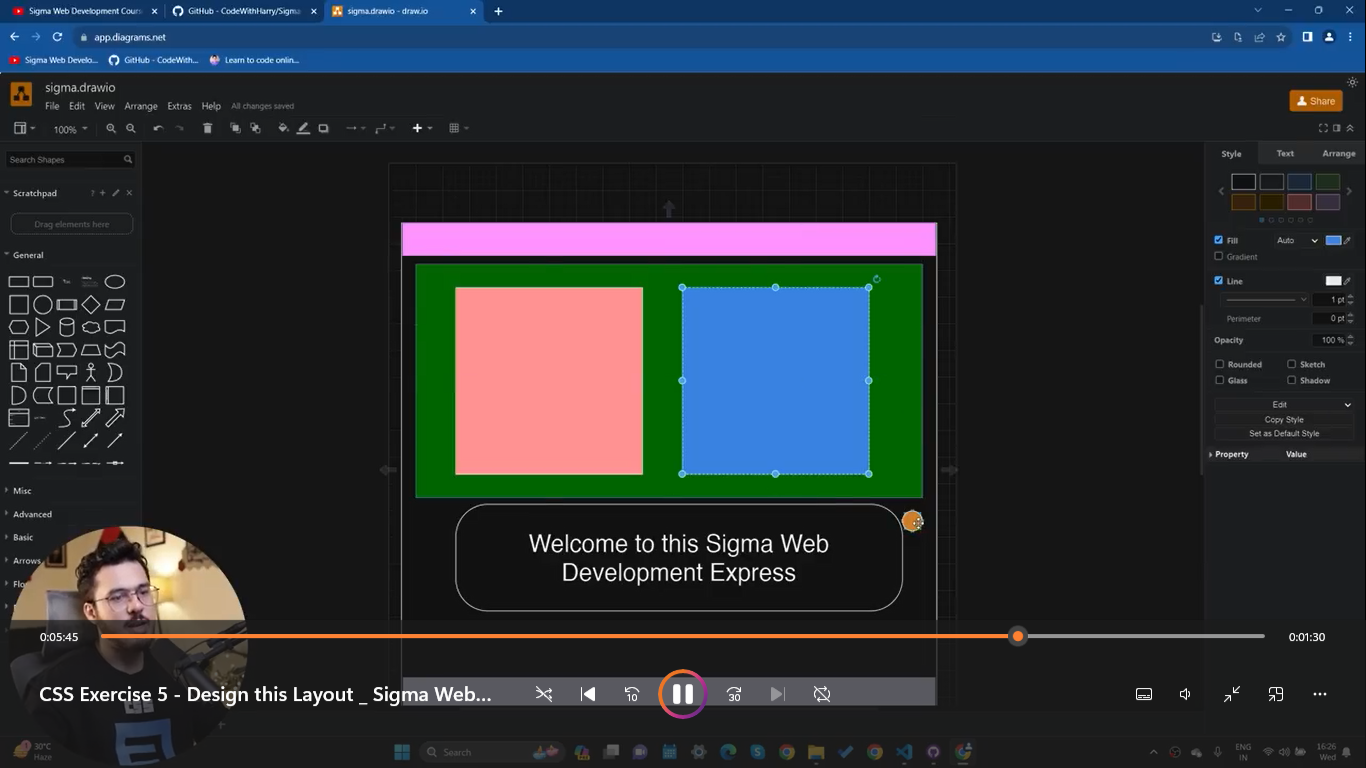 Sigma Web Development Cours
GitHub - CodeWithHarry/Sigma
sigma.drawio - draw.io
app.diagrams.net
Sigma Web Develo...
GitHub - CodeWith...
Learn to code onlin...
sigma.drawio
File Edit View Arrange Extras Help All changes saved
Share
100%
Search Shapes
Style Text Arrange
Scratchpad
Drag elements here
General
Fill Auto
Gradient
Line
1 pt
Perimeter 0 pt
Opacity 100 %
Rounded Sketch
Glass Shadow
Edit
Copy Style
Set as Default Style
Property Value
Misc
Advanced
Basic
Arrows
Flo
Welcome to this Sigma Web
Development Express
0:05:45
0:01:30
CSS Exercise 5 - Design this Layout _ Sigma Web...
10
30
30°C
Haze
Search
ENG
IN
16:26
Wed